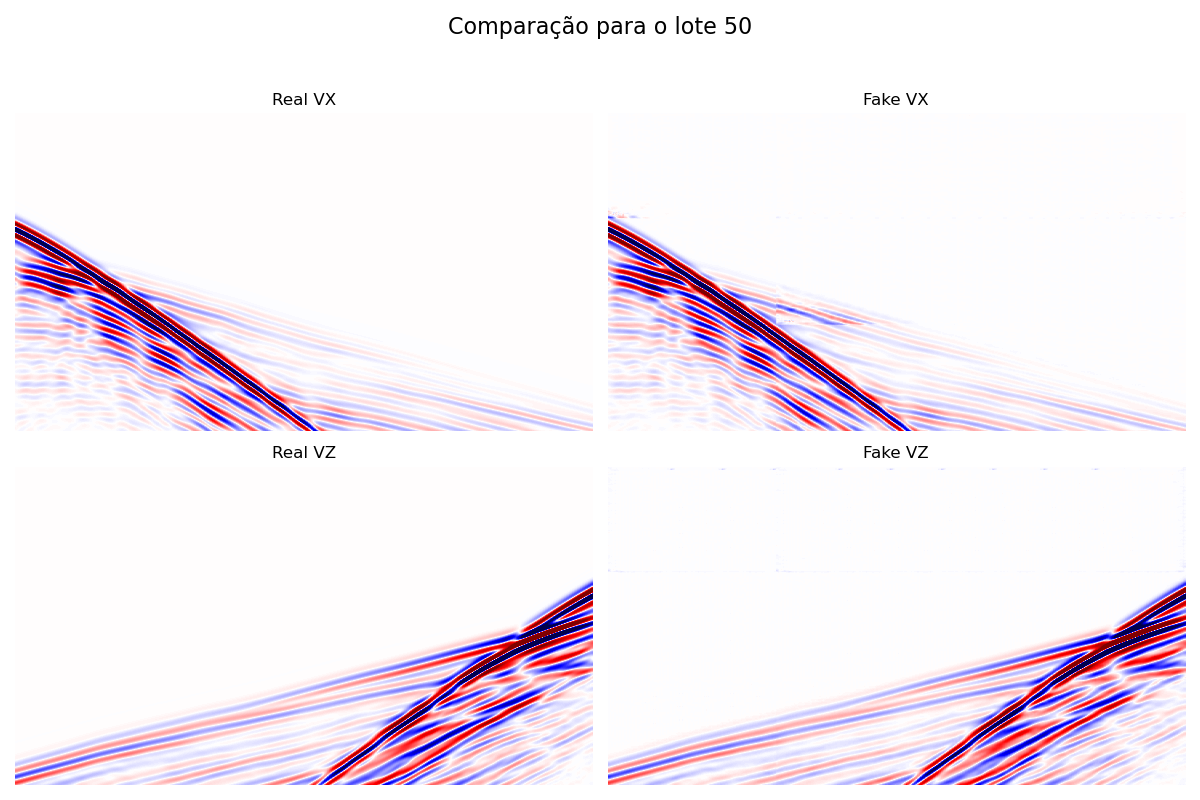 Comparação para o lote 50
Real VX
Fake VX
Real VZ
Fake VZ